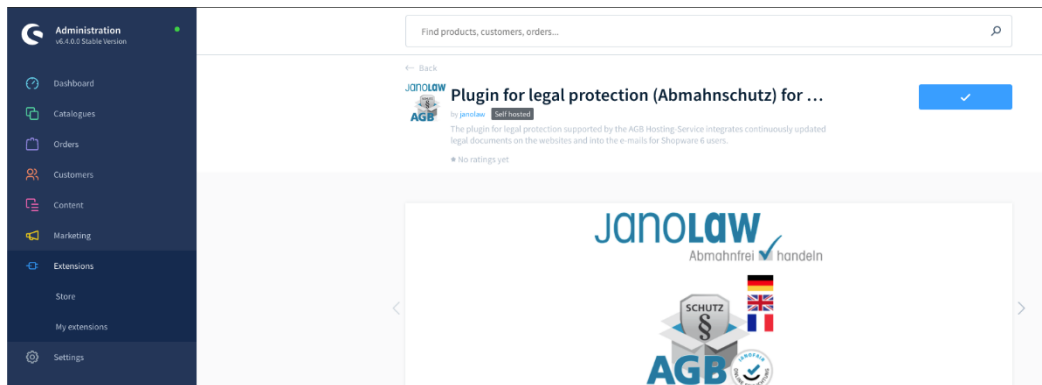 Administration
v6.4.0.0 Stable Version
Find products, customers, orders...
Dashboard
Catalogues
Orders
Customers
Content
Marketing
Extensions
Store
My extensions
Settings
← Back
JANOLAW
AGB
Plugin for legal protection (Abmahnschutz) for ...
by janolaw Self hosted
The plugin for legal protection supported by the AGB Hosting-Service integrates continuously updated
legal documents on the websites and into the e-mails for Shopware 6 users.
No ratings yet
JANOLAW
Abmahnfrei handeln
SCHUTZ
§
AGB